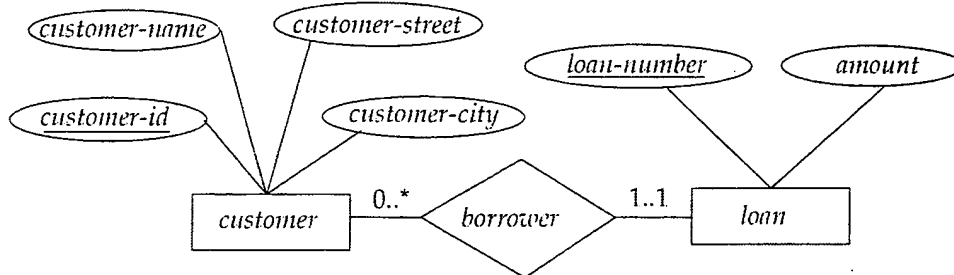 customer-name
customer-street
loan-number
amount
customer-id
customer-city
customer
0..*
borrower
1..1
loan